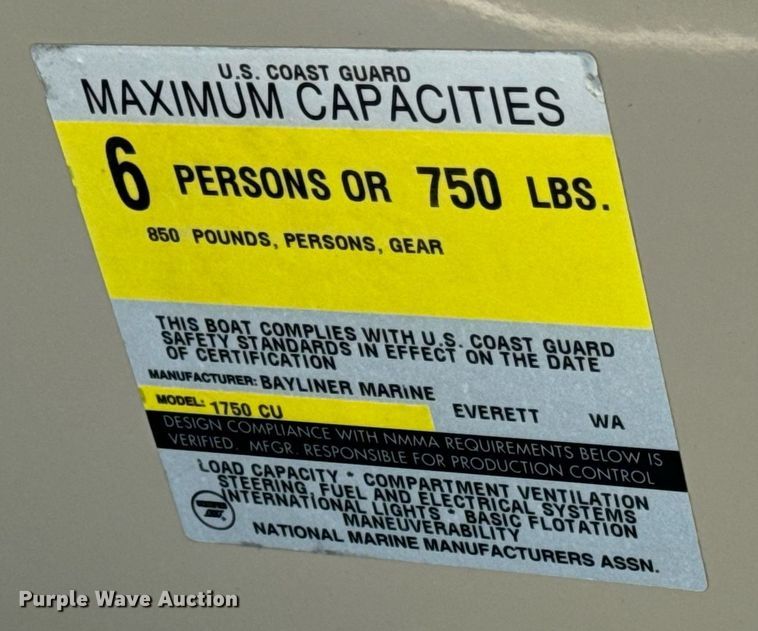 U.S. COAST GUARD
MAXIMUM CAPACITIES
6 PERSONS OR 750 LBS.
850 POUNDS, PERSONS, GEAR
THIS BOAT COMPLIES WITH U.S. COAST GUARD
SAFETY STANDARDS IN EFFECT ON THE DATE
OF CERTIFICATION
MANUFACTURER: BAYLINER MARINE
EVERETT WA
MODEL: 1750 CU
DESIGN COMPLIANCE WITH NMMA REQUIREMENTS BELOW IS
VERIFIED. MFGR. RESPONSIBLE FOR PRODUCTION CONTROL
LOAD CAPACITY * COMPARTMENT VENTILATION
STEERING, FUEL AND ELECTRICAL SYSTEMS
INTERNATIONAL LIGHTS * BASIC FLOTATION
MANEUVERABILITY
NATIONAL MARINE MANUFACTURERS ASSN.
Purple Wave Auction